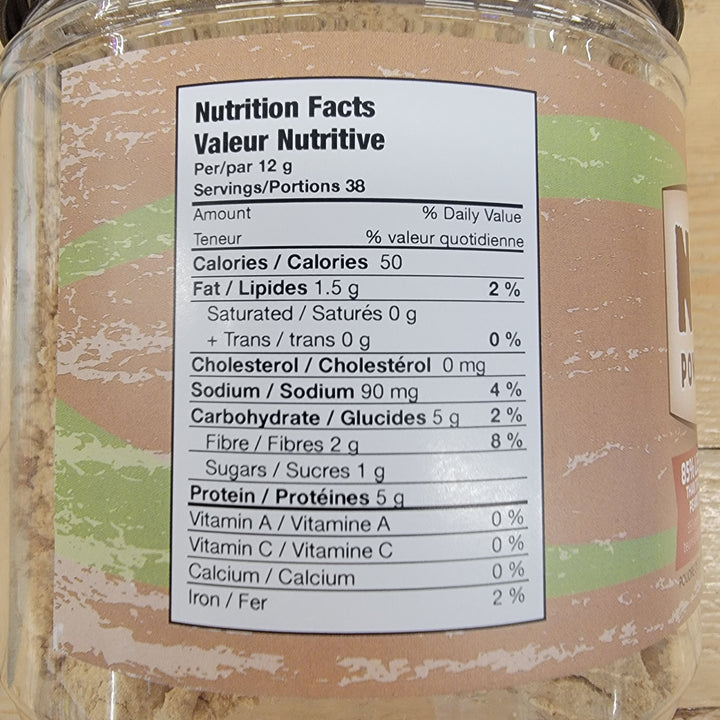 Nutrition Facts
Valeur Nutritive
Per/par 12 g
Servings/Portions 38
Amount % Daily Value
Teneur % valeur quotidienne
Calories / Calories 50
Fat / Lipides 1.5 g 2 %
Saturated / Saturés 0 g
+ Trans / trans 0 g 0 %
Cholesterol / Cholestérol 0 mg
Sodium / Sodium 90 mg 4 %
Carbohydrate / Glucides 5 g 2 %
Fibre / Fibres 2 g 8 %
Sugars / Sucres 1 g
Protein / Protéines 5 g
Vitamin A / Vitamine A 0 %
Vitamin C / Vitamine C 0 %
Calcium / Calcium 0 %
Iron / Fer 2 %